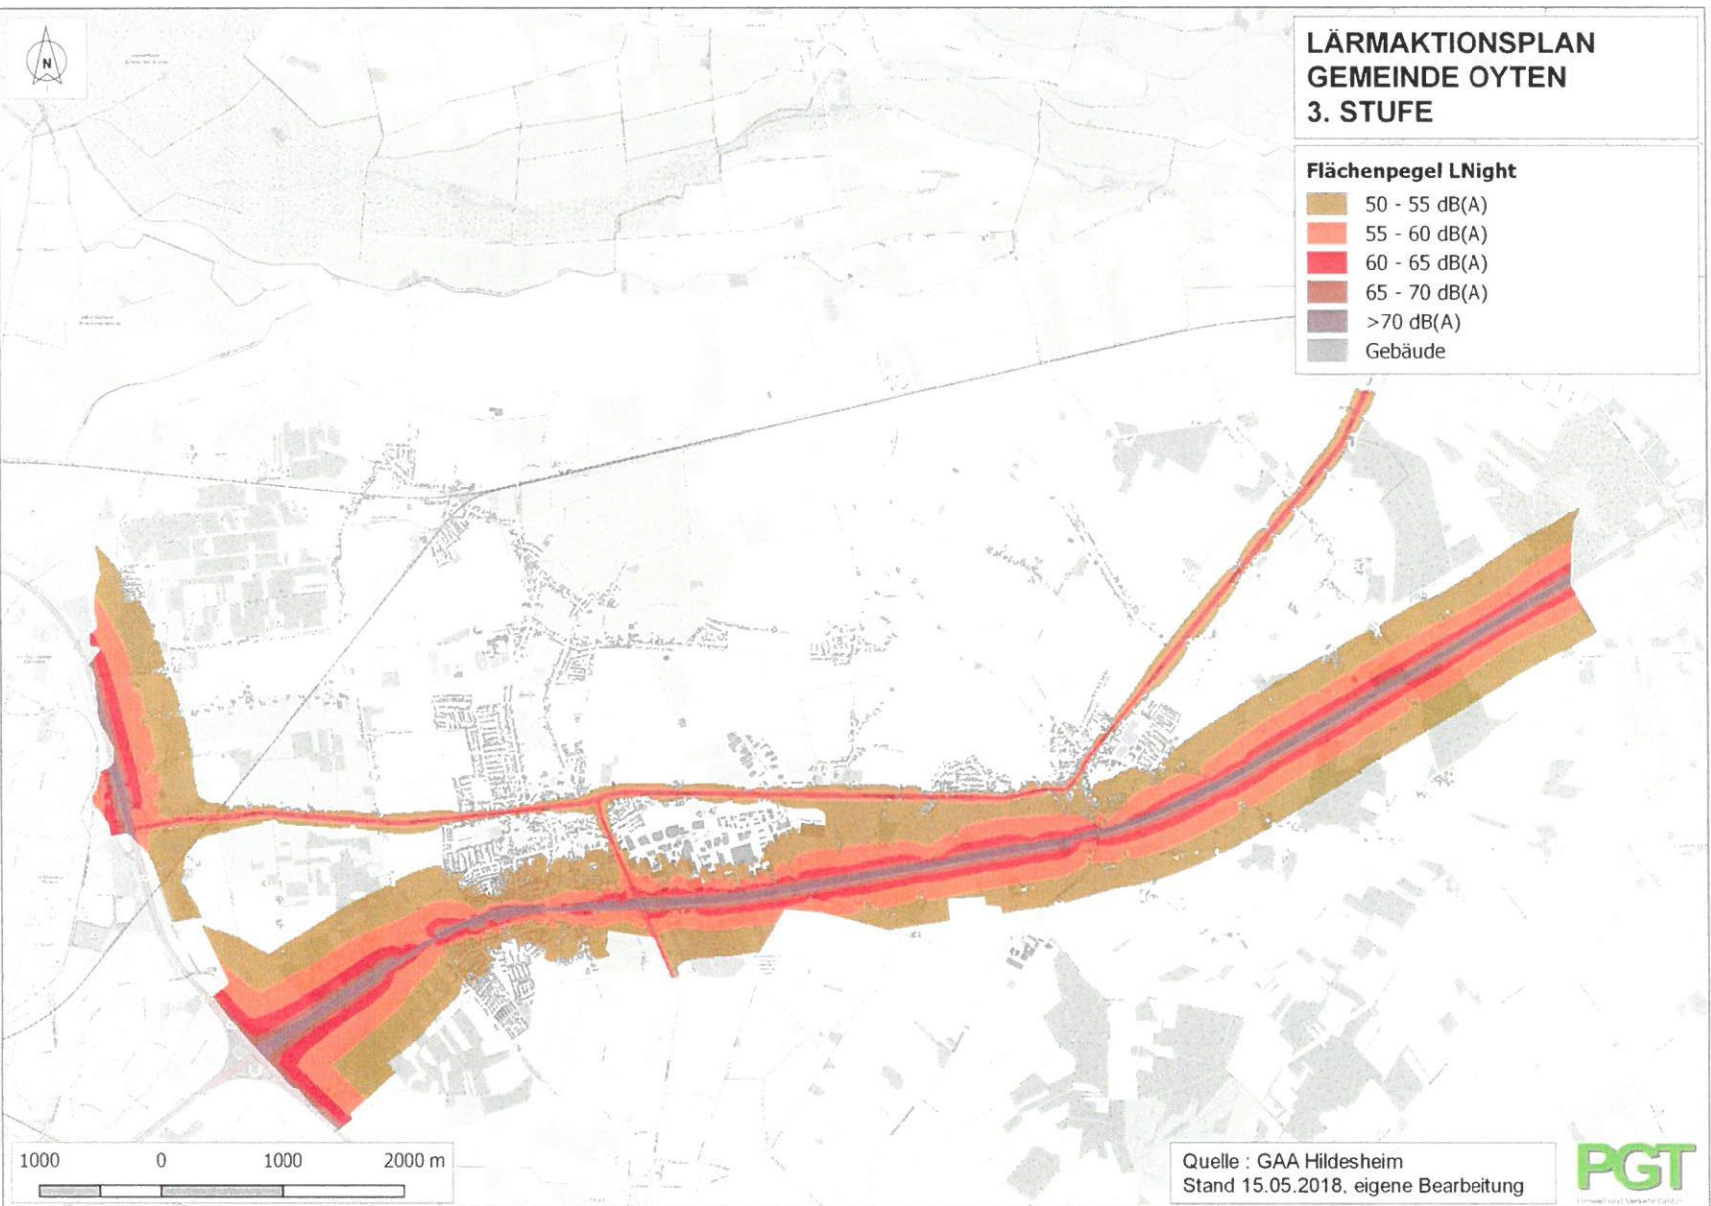 N
LÄRMAKTIONSPLAN
GEMEINDE OYTEN
3. STUFE
Flächenpegel LNight
50 - 55 dB(A)
55 - 60 dB(A)
60 - 65 dB(A)
65 - 70 dB(A)
>70 dB(A)
Gebäude
1000 0 1000 2000 m
Quelle : GAA Hildesheim
Stand 15.05.2018, eigene Bearbeitung
PGT